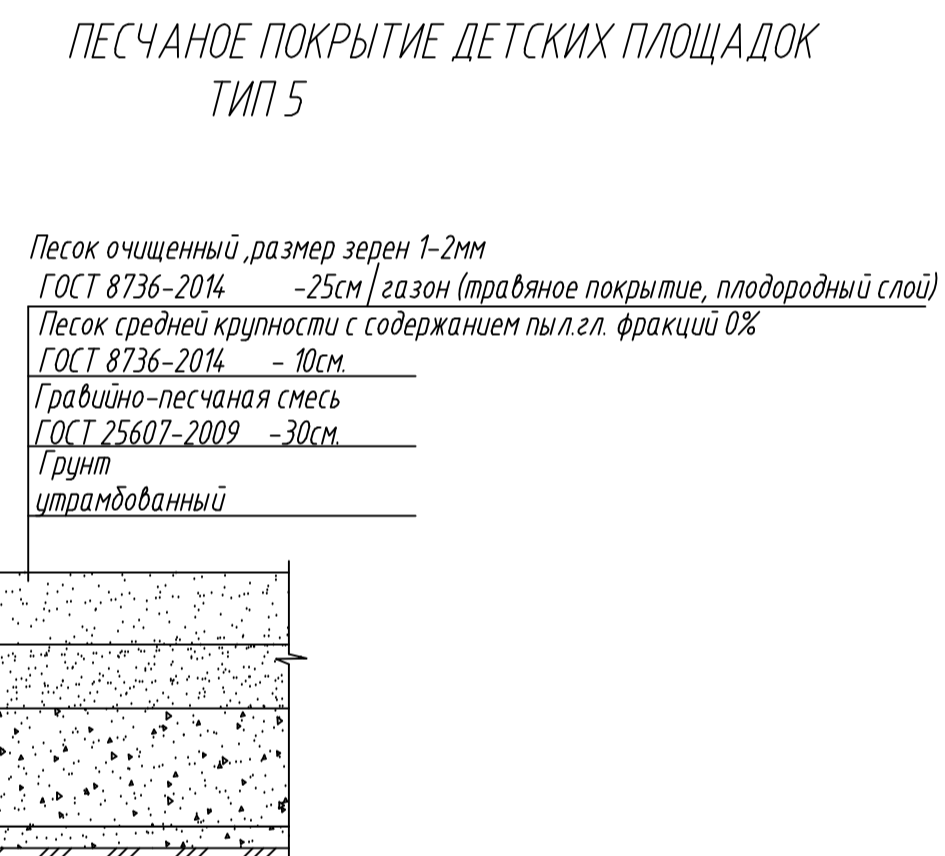 ПЕСЧАНОЕ ПОКРЫТИЕ ДЕТСКИХ ПЛОЩАДОК
ТИП 5
Песок очищенный ,размер зерен 1-2мм
ГОСТ 8736-2014 -25см/газон (травяное покрытие, плодородный слой)
Песок средней крупности с содержанием пыл.гл. фракций 0%
ГОСТ 8736-2014 - 10см.
Гравийно-песчаная смесь
ГОСТ 25607-2009 -30см.
Грунт
утрамбованный